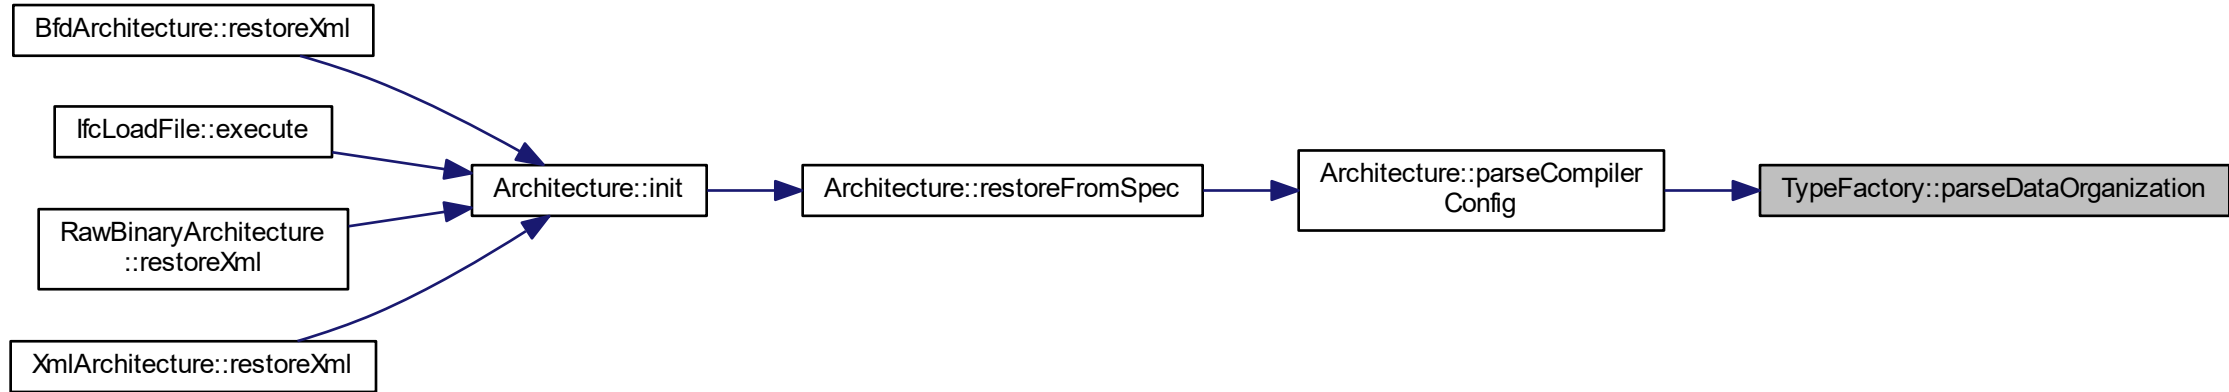 BfdArchitecture::restoreXml
IfcLoadFile::execute
RawBinaryArchitecture
::restoreXml
XmlArchitecture::restoreXml
Architecture::init
Architecture::restoreFromSpec
Architecture::parseCompiler
Config
TypeFactory::parseDataOrganization